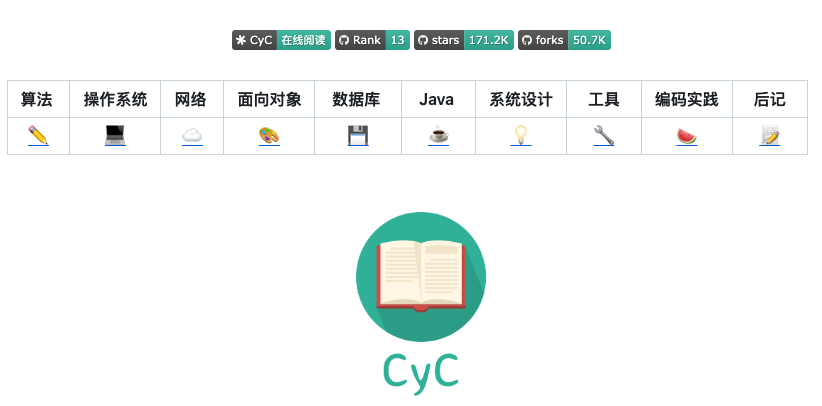 CyC 在线阅读 Rank 13 stars 171.2K forks 50.7K
算法 操作系统 网络 面向对象 数据库 Java 系统设计 工具 编码实践 后记
CyC